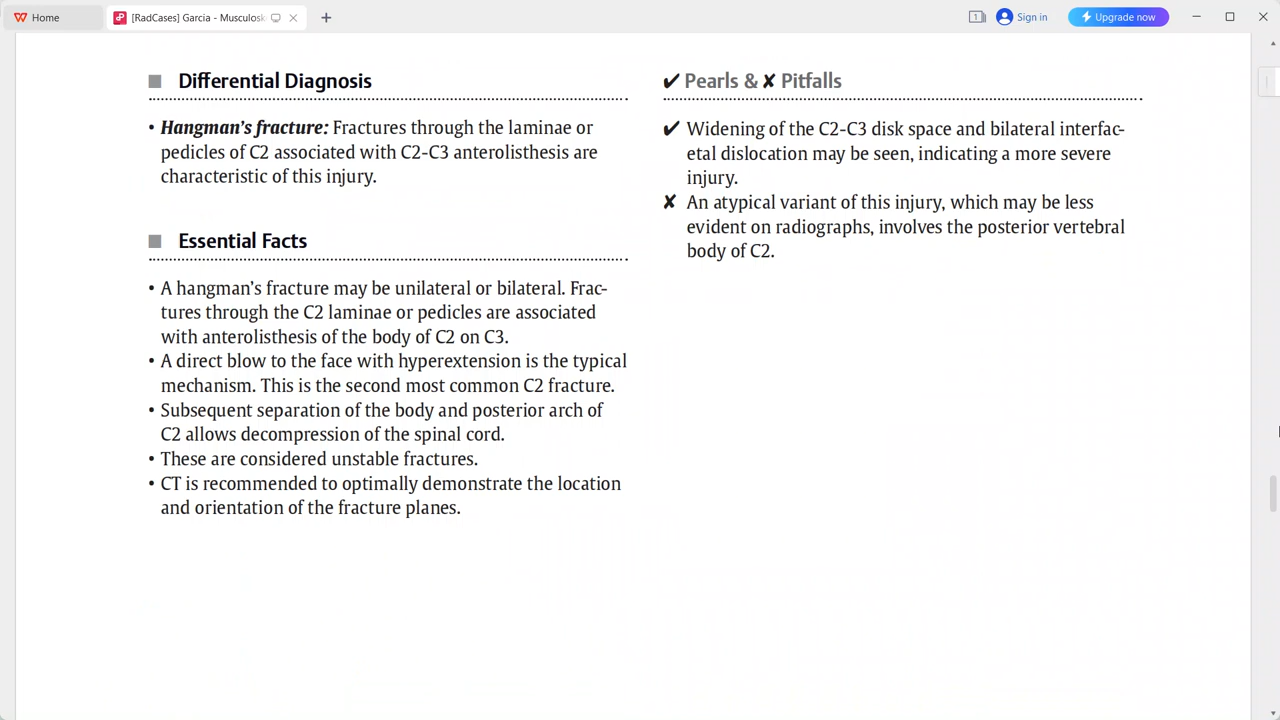 Home
[RadCases] Garcia - Musculosk
1
Sign in
Upgrade now
Differential Diagnosis
• Hangman's fracture: Fractures through the laminae or
pedicles of C2 associated with C2-C3 anterolisthesis are
characteristic of this injury.
Essential Facts
• A hangman's fracture may be unilateral or bilateral. Frac-
tures through the C2 laminae or pedicles are associated
with anterolisthesis of the body of C2 on C3.
• A direct blow to the face with hyperextension is the typical
mechanism. This is the second most common C2 fracture.
• Subsequent separation of the body and posterior arch of
C2 allows decompression of the spinal cord.
• These are considered unstable fractures.
• CT is recommended to optimally demonstrate the location
and orientation of the fracture planes.
✔ Pearls & ✘ Pitfalls
✔ Widening of the C2-C3 disk space and bilateral interfac-
etal dislocation may be seen, indicating a more severe
injury.
✘ An atypical variant of this injury, which may be less
evident on radiographs, involves the posterior vertebral
body of C2.